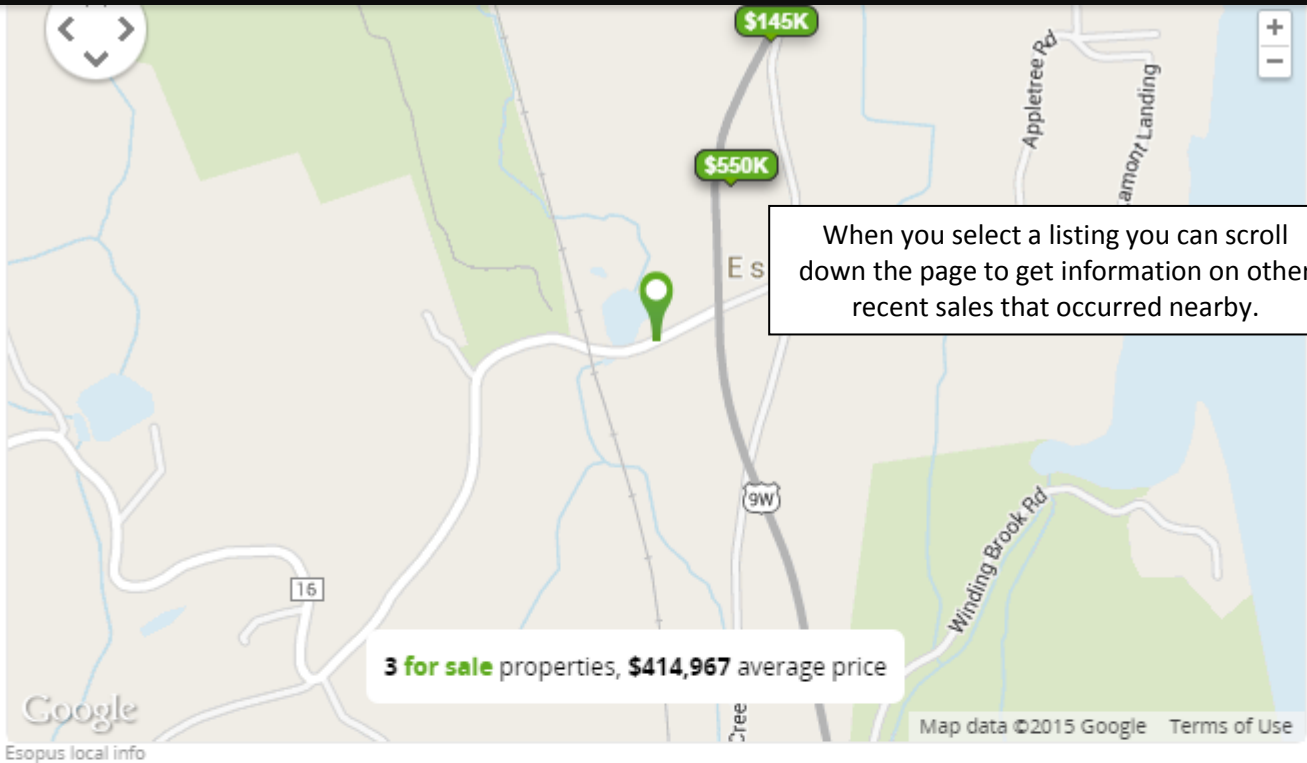 $145K
$550K
Appletree Rd
amont Landing
Es
When you select a listing you can scroll
down the page to get information on other
recent sales that occurred nearby.
9W
16
Winding Brook Rd
3 for sale properties, $414,967 average price
Cree
Google
Map data ©2015 Google Terms of Use
Esopus local info
+
−